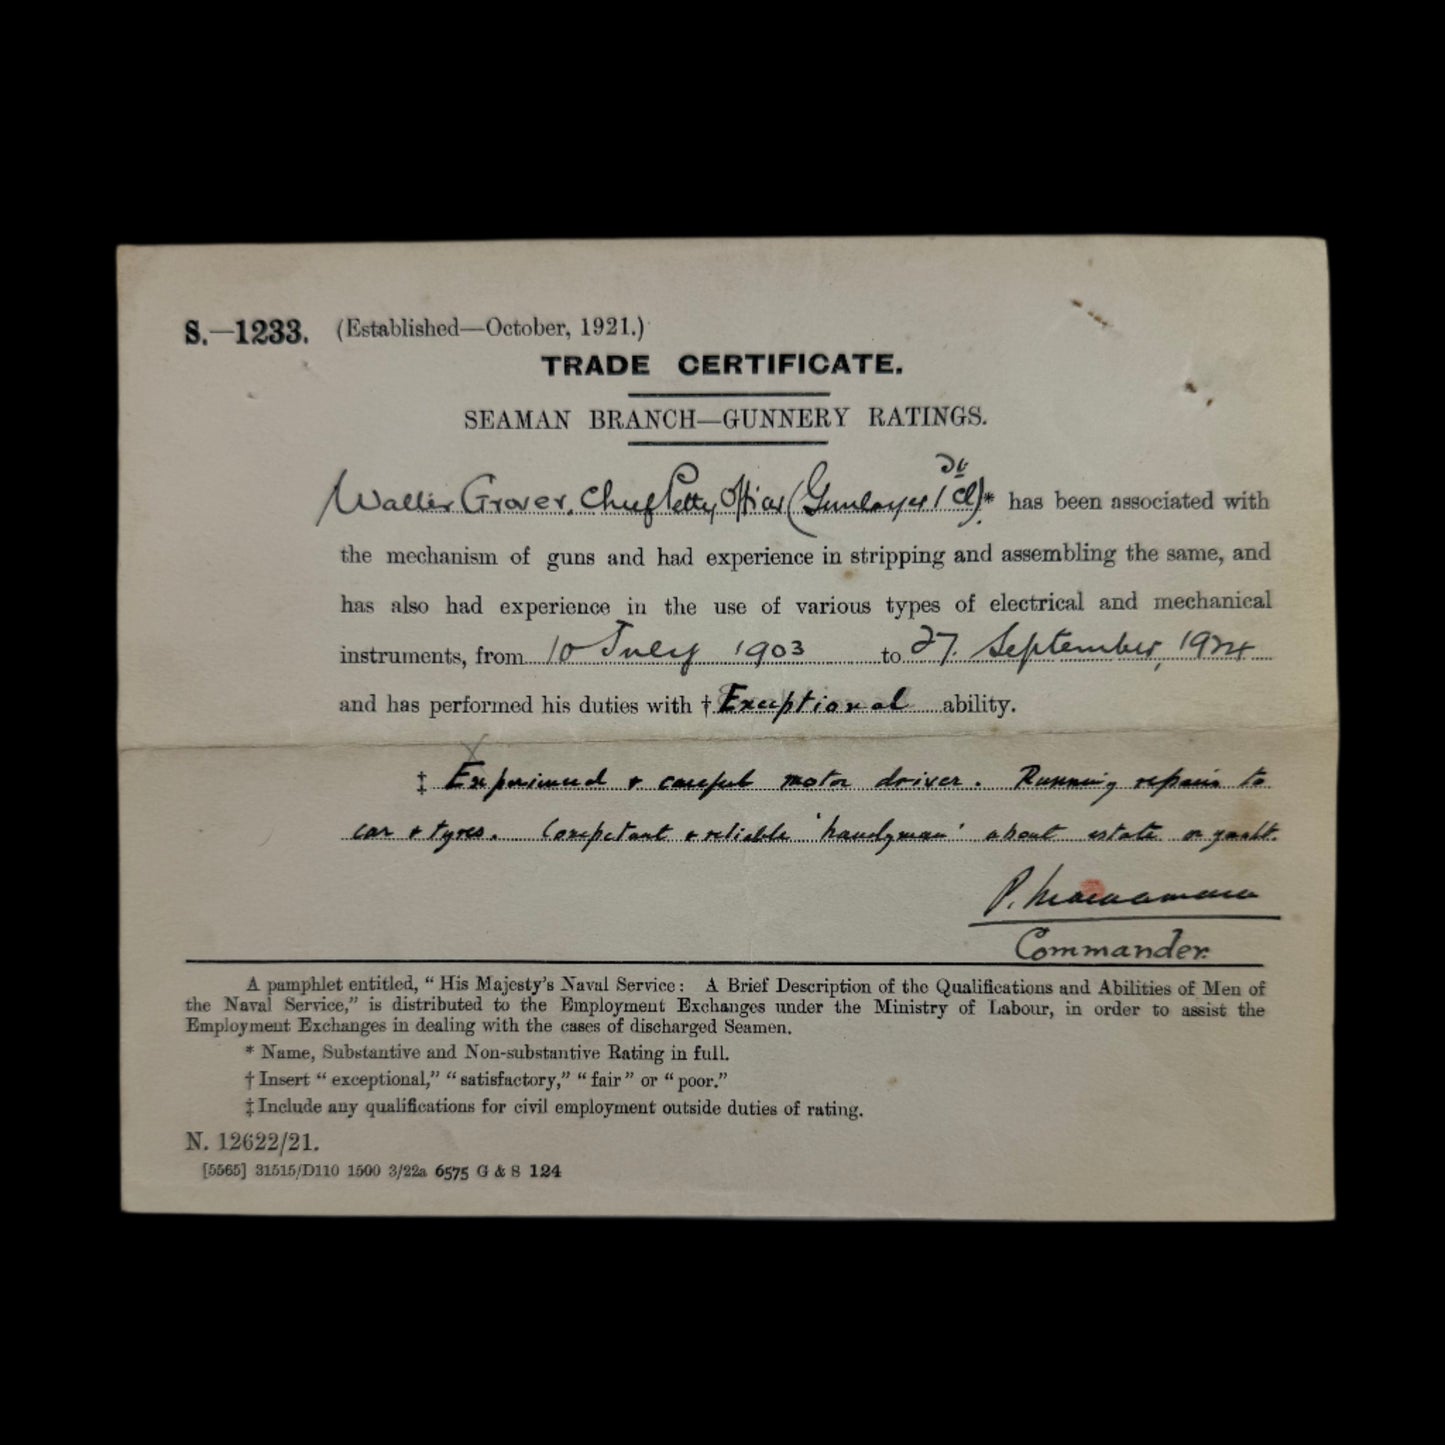 S.—1233. (Established—October, 1921.)
TRADE CERTIFICATE.
SEAMAN BRANCH—GUNNERY RATINGS.
Walter Grover, Chief Petty Officer (Gunlayer 1 Cl)* has been associated with
the mechanism of guns and had experience in stripping and assembling the same, and
has also had experience in the use of various types of electrical and mechanical
instruments, from 10 July 1903 to 27. September, 1924
and has performed his duties with † Exceptional ability.
‡ Experienced & careful motor driver. Running repairs to
car & tyres. Competant & reliable 'handyman' about estate or yacht.
P. Macnamara
Commander.
A pamphlet entitled, “ His Majesty's Naval Service : A Brief Description of the Qualifications and Abilities of Men of
the Naval Service,” is distributed to the Employment Exchanges under the Ministry of Labour, in order to assist the
Employment Exchanges in dealing with the cases of discharged Seamen.
* Name, Substantive and Non-substantive Rating in full.
† Insert “ exceptional,” “ satisfactory,” “ fair ” or “ poor.”
‡ Include any qualifications for civil employment outside duties of rating.
N. 12622/21.
[5565] 31515/D110 1500 3/22a 6575 G & S 124